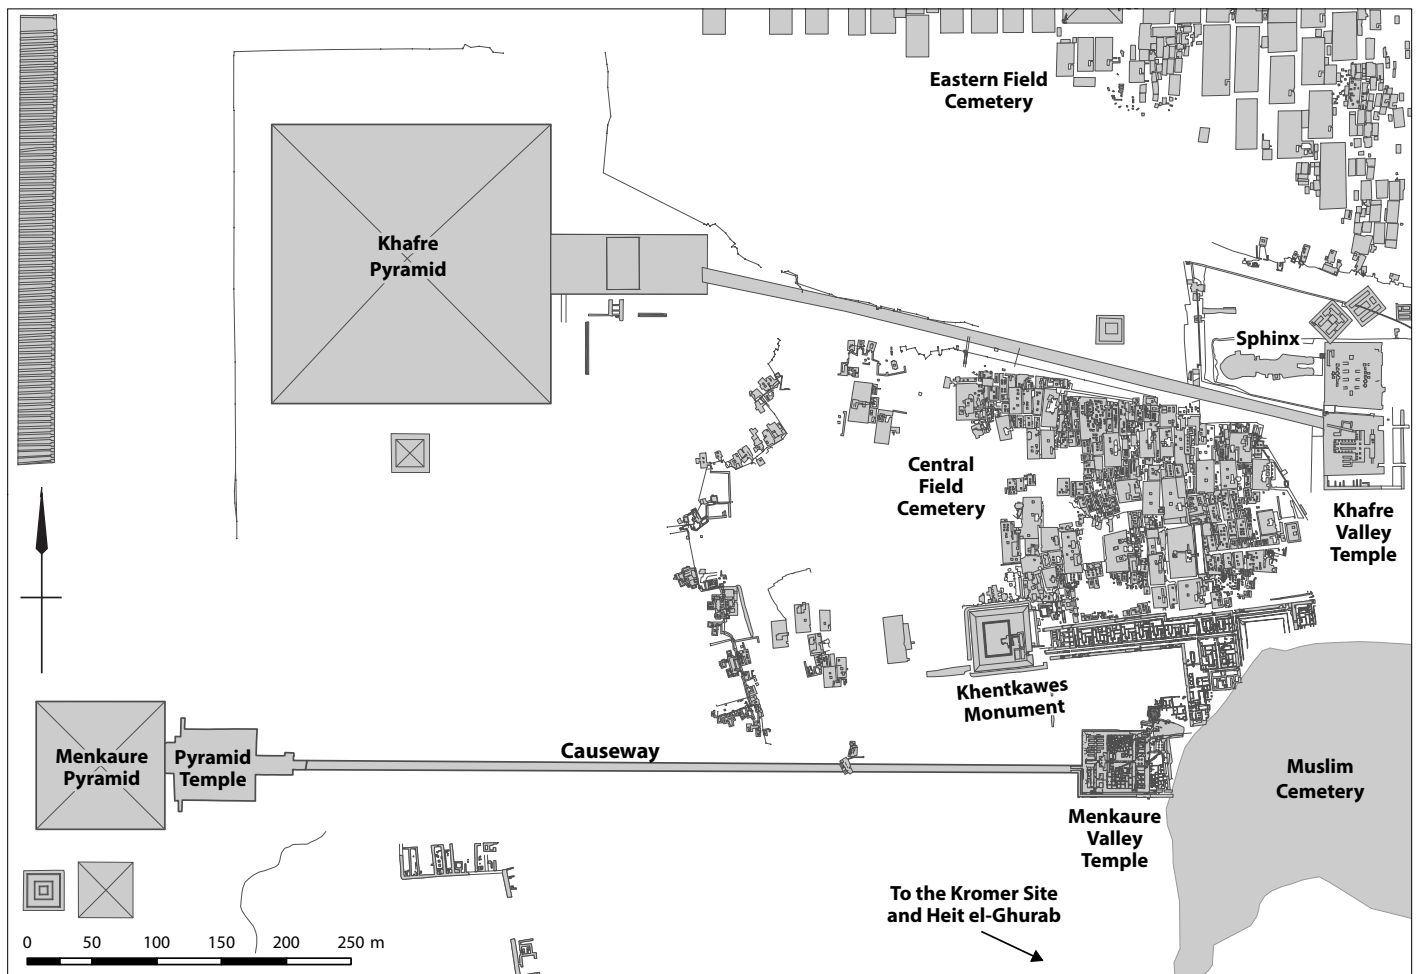 Eastern Field
Cemetery
Khafre
Pyramid
Sphinx
Central
Field
Cemetery
Khafre
Valley
Temple
Khentkawes
Monument
Menkaure
Pyramid
Pyramid
Temple
Causeway
Muslim
Cemetery
Menkaure
Valley
Temple
To the Kromer Site
and Heit el-Ghurab
0 50 100 150 200 250 m